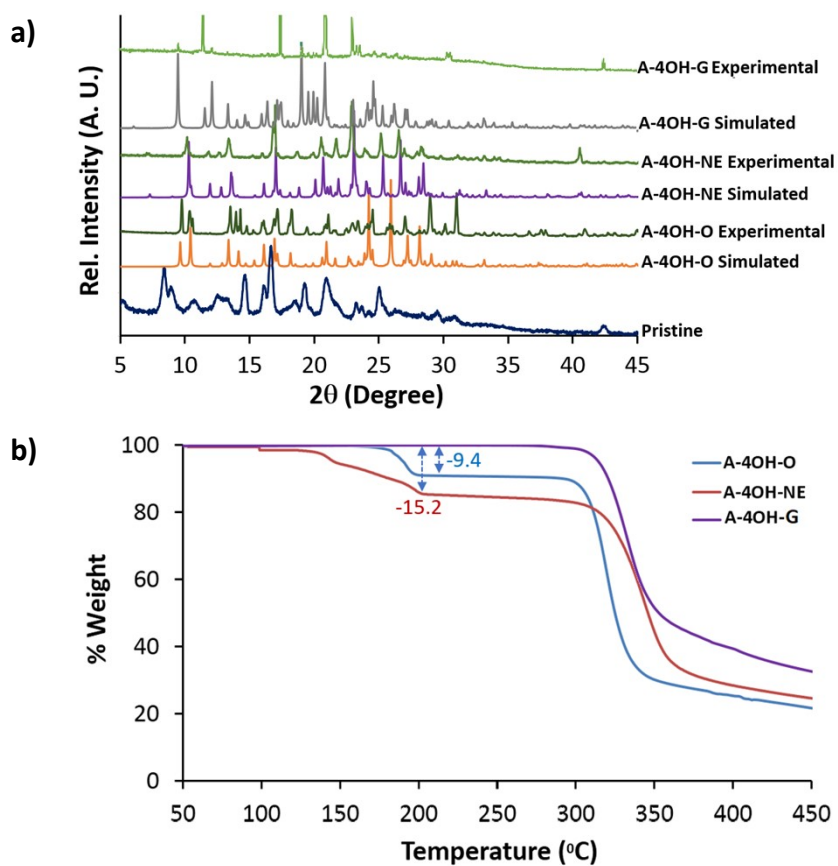 a)
Rel. Intensity (A. U.)
A-4OH-G Experimental
A-4OH-G Simulated
A-4OH-NE Experimental
A-4OH-NE Simulated
A-4OH-O Experimental
A-4OH-O Simulated
Pristine
5 10 15 20 25 30 35 40 45
2θ (Degree)
b)
% Weight
100
80
60
40
20
0
-9.4
-15.2
A-4OH-O
A-4OH-NE
A-4OH-G
50 100 150 200 250 300 350 400 450
Temperature (⁰C)